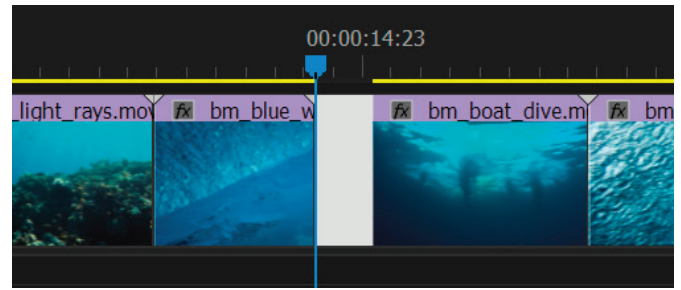 00:00:14:23
_light_rays.mov fx bm_blue_w fx bm_boat_dive.m fx bm